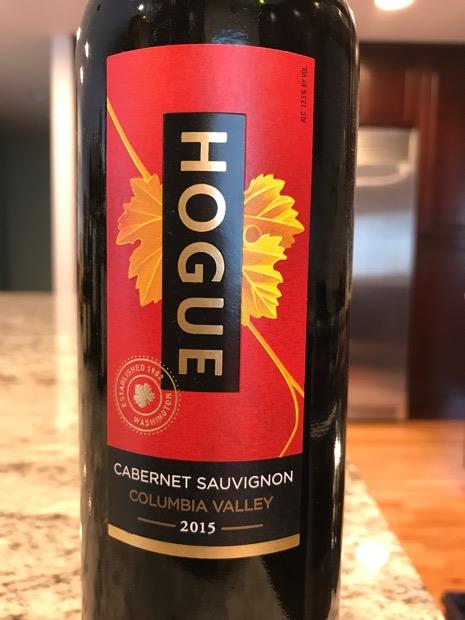 ALC. 13.5% BY VOL.
HOGUE
ESTABLISHED 1982
WASHINGTON
CABERNET SAUVIGNON
COLUMBIA VALLEY
2015